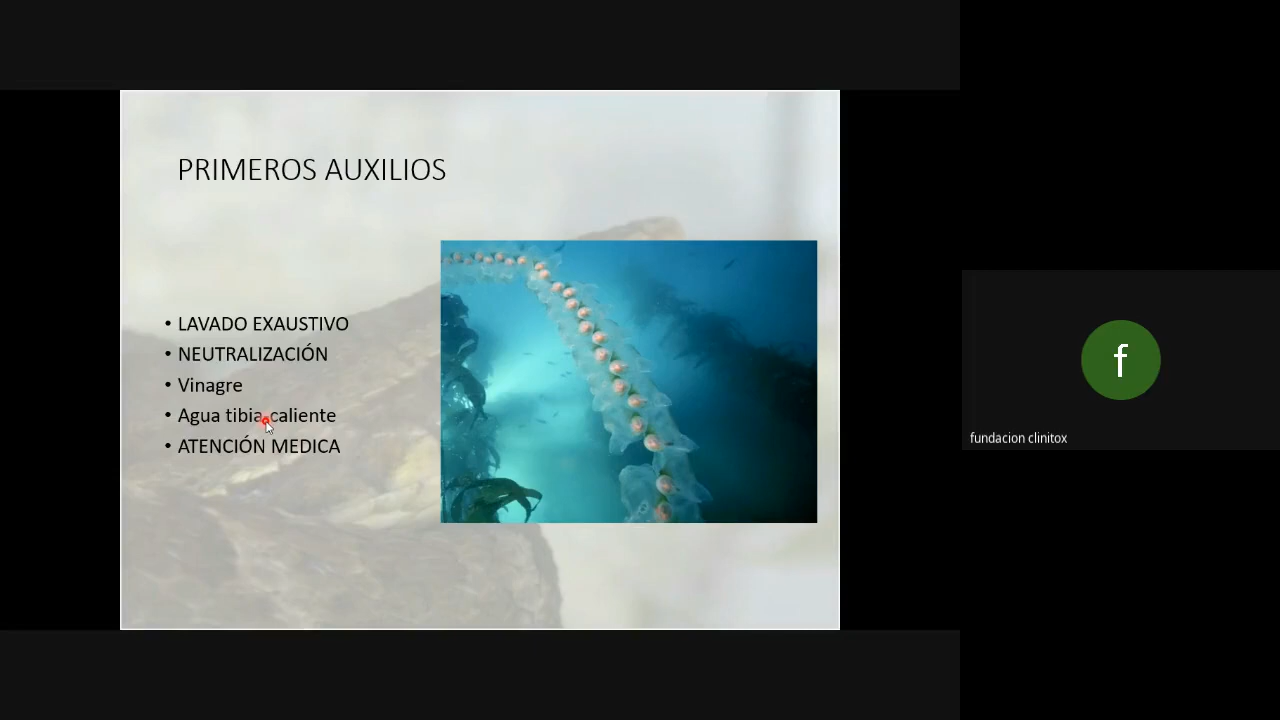 PRIMEROS AUXILIOS
• LAVADO EXAUSTIVO
• NEUTRALIZACIÓN
• Vinagre
• Agua tibia-caliente
• ATENCIÓN MEDICA
f
fundacion clinitox